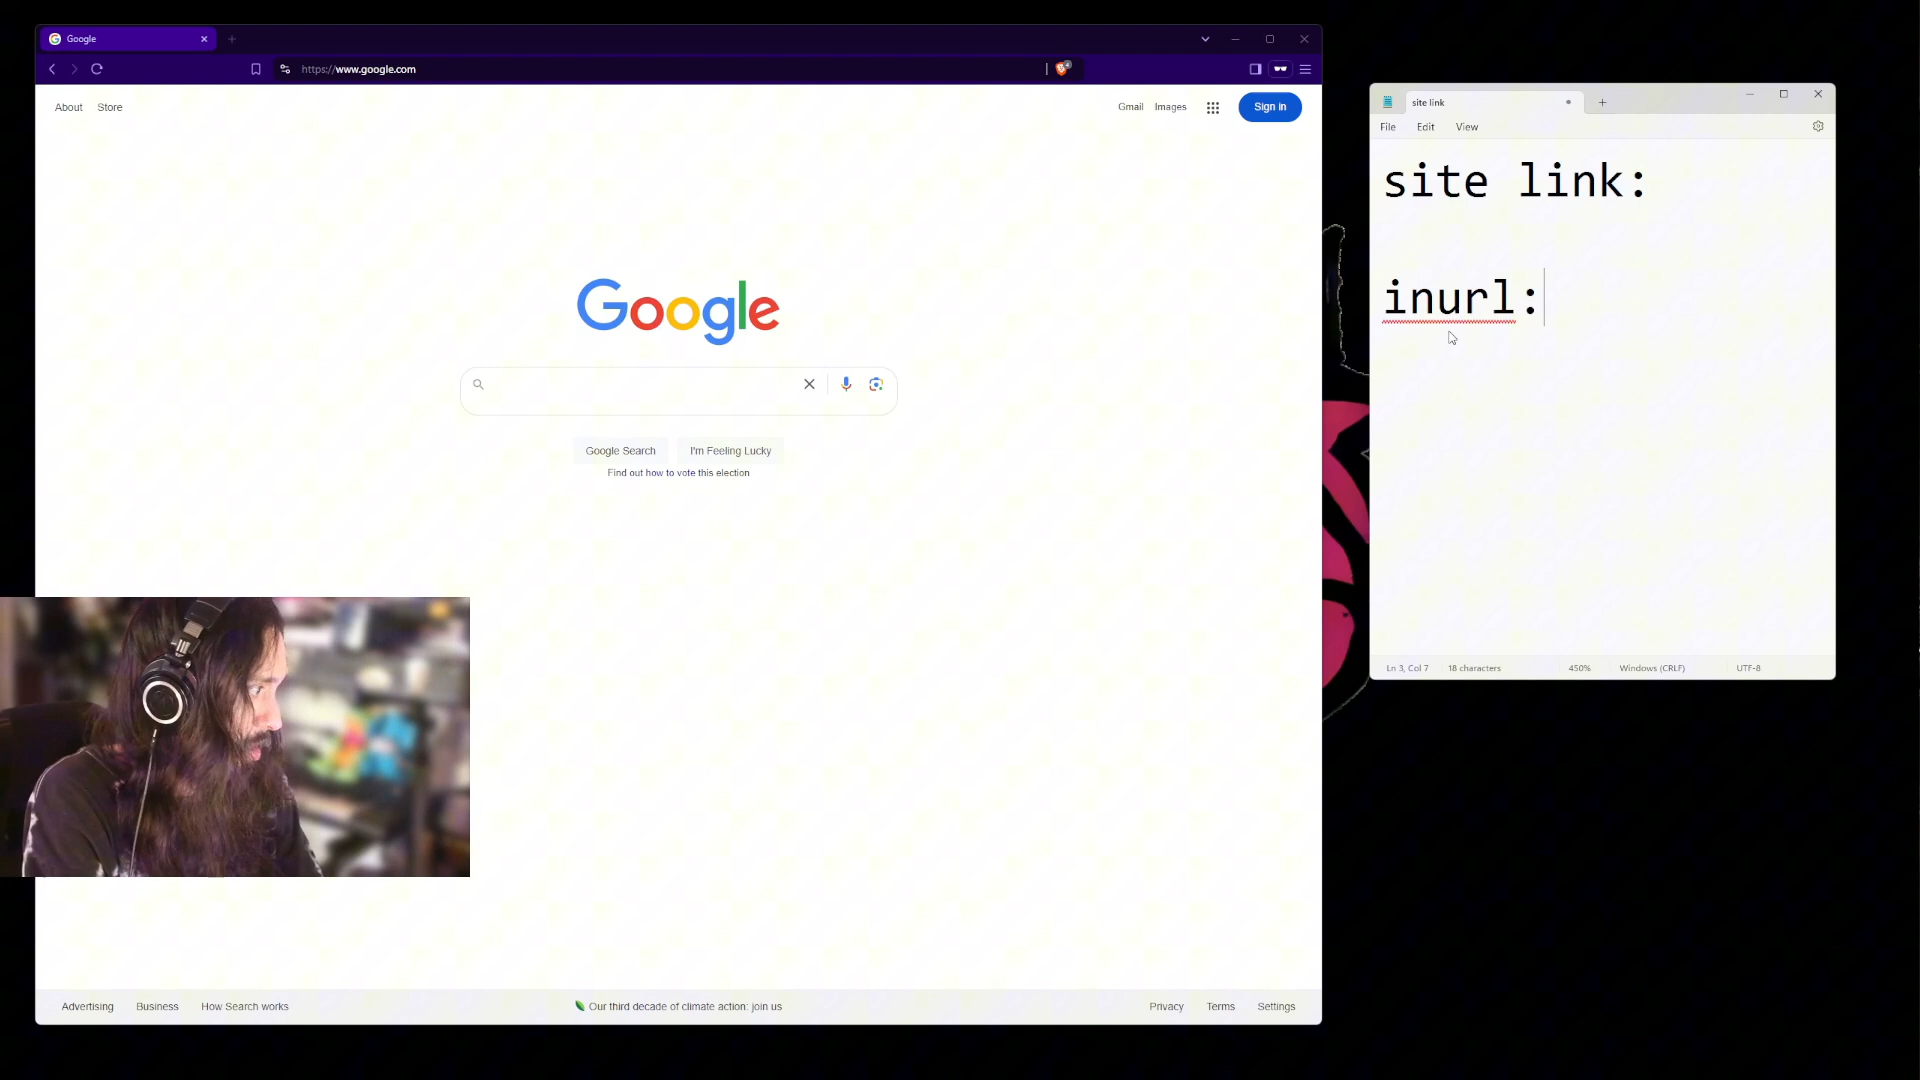 Google
https://www.google.com
4
About Store
Gmail Images
Sign in
Google
Google Search
I'm Feeling Lucky
Find out how to vote this election
Advertising Business How Search works
Our third decade of climate action: join us
Privacy Terms Settings
site link
File Edit View
site link:
inurl:
Ln 3, Col 7
18 characters
450%
Windows (CRLF)
UTF-8